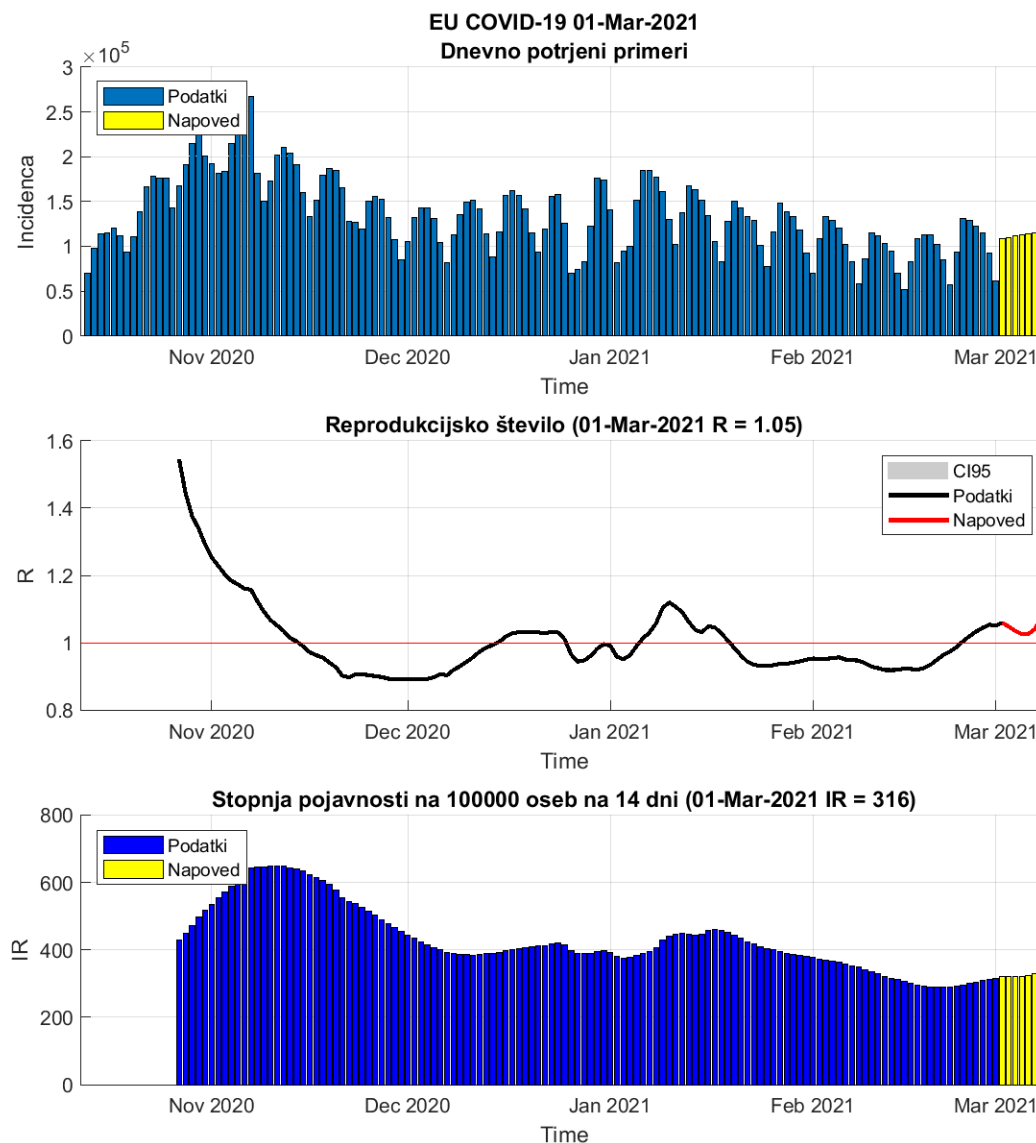 EU COVID-19 01-Mar-2021
Dnevno potrjeni primeri
×10^5
3
2.5
2
1.5
1
0.5
0
Incidenca
Podatki
Napoved
Nov 2020 Dec 2020 Jan 2021 Feb 2021 Mar 2021
Time
Reprodukcijsko število (01-Mar-2021 R = 1.05)
1.6
1.4
1.2
1
0.8
R
CI95
Podatki
Napoved
Nov 2020 Dec 2020 Jan 2021 Feb 2021 Mar 2021
Time
Stopnja pojavnosti na 100000 oseb na 14 dni (01-Mar-2021 IR = 316)
800
600
400
200
0
IR
Podatki
Napoved
Nov 2020 Dec 2020 Jan 2021 Feb 2021 Mar 2021
Time